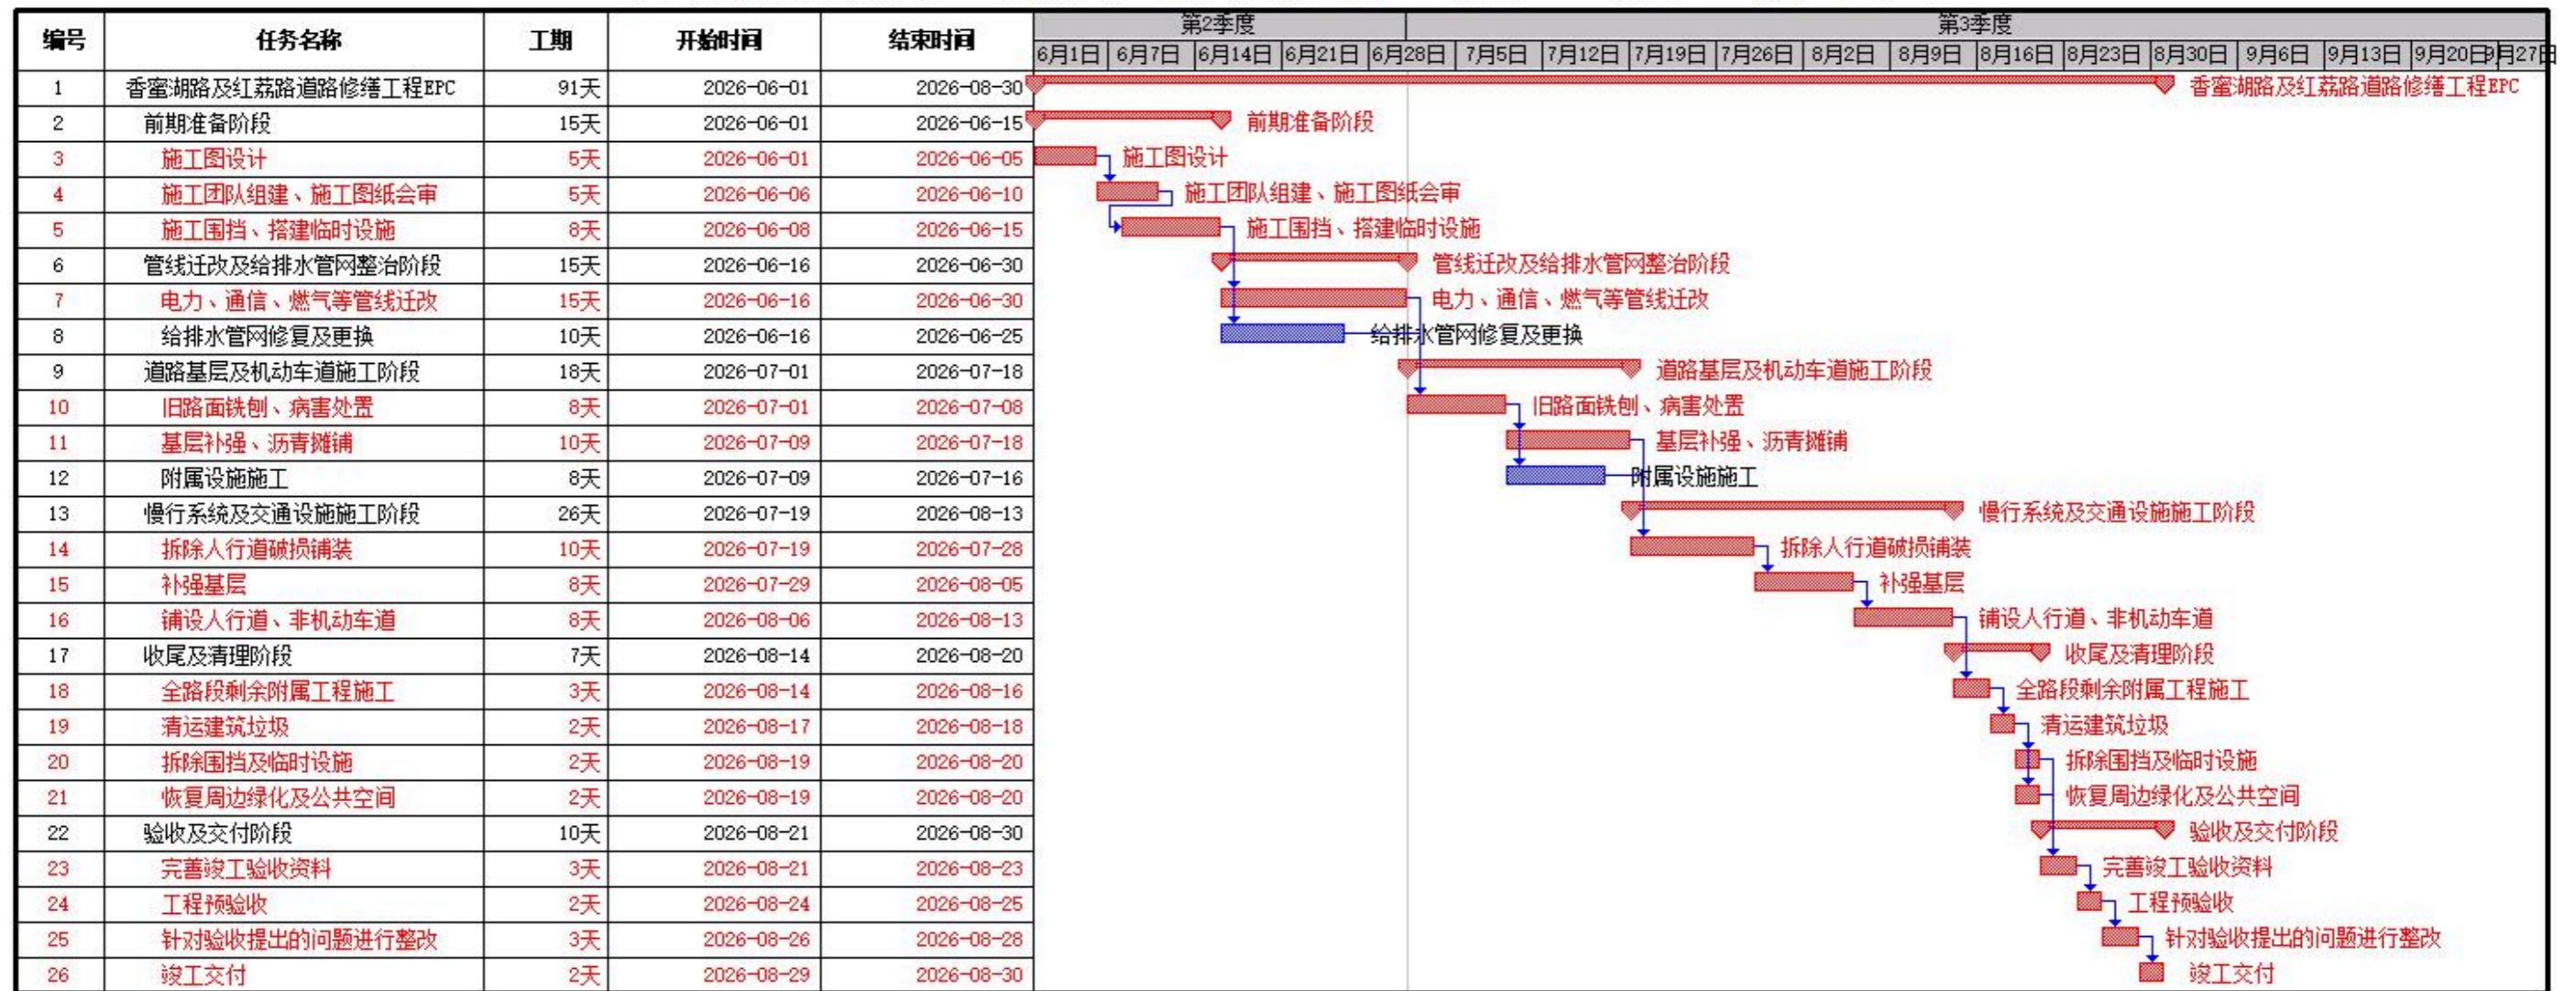 编号 任务名称 工期 开始时间 结束时间 第2季度 第3季度
6月1日 6月7日 6月14日 6月21日 6月28日 7月5日 7月12日 7月19日 7月26日 8月2日 8月9日 8月16日 8月23日 8月30日 9月6日 9月13日 9月20日 9月27日
1 香蜜湖路及红荔路道路修缮工程EPC 91天 2026-06-01 2026-08-30 香蜜湖路及红荔路道路修缮工程EPC
2 前期准备阶段 15天 2026-06-01 2026-06-15 前期准备阶段
3 施工图设计 5天 2026-06-01 2026-06-05 施工图设计
4 施工团队组建、施工图纸会审 5天 2026-06-06 2026-06-10 施工团队组建、施工图纸会审
5 施工围挡、搭建临时设施 8天 2026-06-08 2026-06-15 施工围挡、搭建临时设施
6 管线迁改及给排水管网整治阶段 15天 2026-06-16 2026-06-30 管线迁改及给排水管网整治阶段
7 电力、通信、燃气等管线迁改 15天 2026-06-16 2026-06-30 电力、通信、燃气等管线迁改
8 给排水管网修复及更换 10天 2026-06-16 2026-06-25 给排水管网修复及更换
9 道路基层及机动车道施工阶段 18天 2026-07-01 2026-07-18 道路基层及机动车道施工阶段
10 旧路面铣刨、病害处置 8天 2026-07-01 2026-07-08 旧路面铣刨、病害处置
11 基层补强、沥青摊铺 10天 2026-07-09 2026-07-18 基层补强、沥青摊铺
12 附属设施施工 8天 2026-07-09 2026-07-16 附属设施施工
13 慢行系统及交通设施施工阶段 26天 2026-07-19 2026-08-13 慢行系统及交通设施施工阶段
14 拆除人行道破损铺装 10天 2026-07-19 2026-07-28 拆除人行道破损铺装
15 补强基层 8天 2026-07-29 2026-08-05 补强基层
16 铺设人行道、非机动车道 8天 2026-08-06 2026-08-13 铺设人行道、非机动车道
17 收尾及清理阶段 7天 2026-08-14 2026-08-20 收尾及清理阶段
18 全路段剩余附属工程施工 3天 2026-08-14 2026-08-16 全路段剩余附属工程施工
19 清运建筑垃圾 2天 2026-08-17 2026-08-18 清运建筑垃圾
20 拆除围挡及临时设施 2天 2026-08-19 2026-08-20 拆除围挡及临时设施
21 恢复周边绿化及公共空间 2天 2026-08-19 2026-08-20 恢复周边绿化及公共空间
22 验收及交付阶段 10天 2026-08-21 2026-08-30 验收及交付阶段
23 完善竣工验收资料 3天 2026-08-21 2026-08-23 完善竣工验收资料
24 工程预验收 2天 2026-08-24 2026-08-25 工程预验收
25 针对验收提出的问题进行整改 3天 2026-08-26 2026-08-28 针对验收提出的问题进行整改
26 竣工交付 2天 2026-08-29 2026-08-30 竣工交付